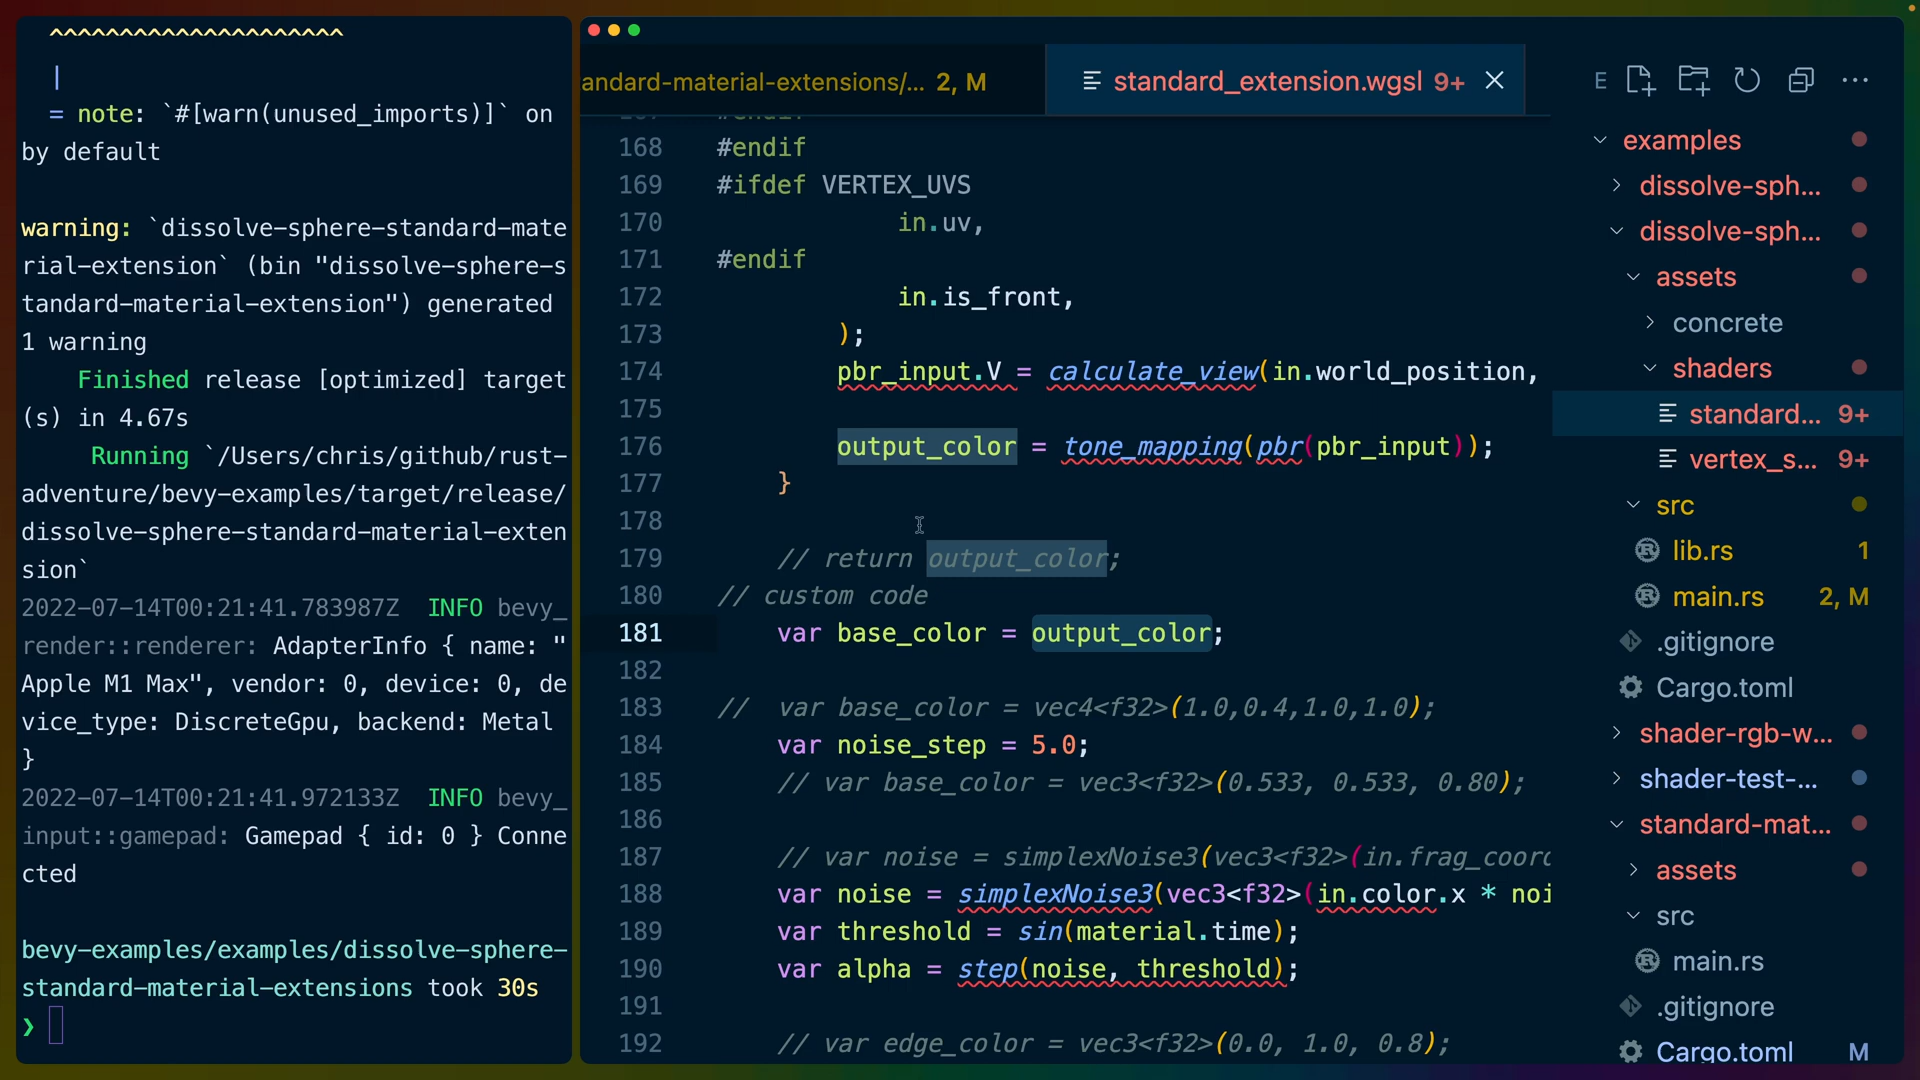 ^^^^^^^^^^^^^^^^^^^^^
|
= note: `#[warn(unused_imports)]` on
by default
warning: `dissolve-sphere-standard-mate
rial-extension` (bin "dissolve-sphere-s
tandard-material-extension") generated
1 warning
Finished release [optimized] target
(s) in 4.67s
Running `/Users/chris/github/rust-
adventure/bevy-examples/target/release/
dissolve-sphere-standard-material-exten
sion`
2022-07-14T00:21:41.783987Z INFO bevy_
render::renderer: AdapterInfo { name: "
Apple M1 Max", vendor: 0, device: 0, de
vice_type: DiscreteGpu, backend: Metal
}
2022-07-14T00:21:41.972133Z INFO bevy_
input::gamepad: Gamepad { id: 0 } Conne
cted
bevy-examples/examples/dissolve-sphere-
standard-material-extensions took 30s
❯
andard-material-extensions/... 2, M
standard_extension.wgsl 9+
168 #endif
169 #ifdef VERTEX_UVS
170 in.uv,
171 #endif
172 in.is_front,
173 );
174 pbr_input.V = calculate_view(in.world_position,
175
176 output_color = tone_mapping(pbr(pbr_input));
177 }
178
179 // return output_color;
180 // custom code
181 var base_color = output_color;
182
183 // var base_color = vec4<f32>(1.0,0.4,1.0,1.0);
184 var noise_step = 5.0;
185 // var base_color = vec3<f32>(0.533, 0.533, 0.80);
186
187 // var noise = simplexNoise3(vec3<f32>(in.frag_coor
188 var noise = simplexNoise3(vec3<f32>(in.color.x * noi
189 var threshold = sin(material.time);
190 var alpha = step(noise, threshold);
191
192 // var edge_color = vec3<f32>(0.0, 1.0, 0.8);
E ...
examples
dissolve-sph...
dissolve-sph...
assets
concrete
shaders
standard... 9+
vertex_s... 9+
src
lib.rs 1
main.rs 2, M
.gitignore
Cargo.toml
shader-rgb-w...
shader-test-...
standard-mat...
assets
src
main.rs
.gitignore
Cargo.toml M